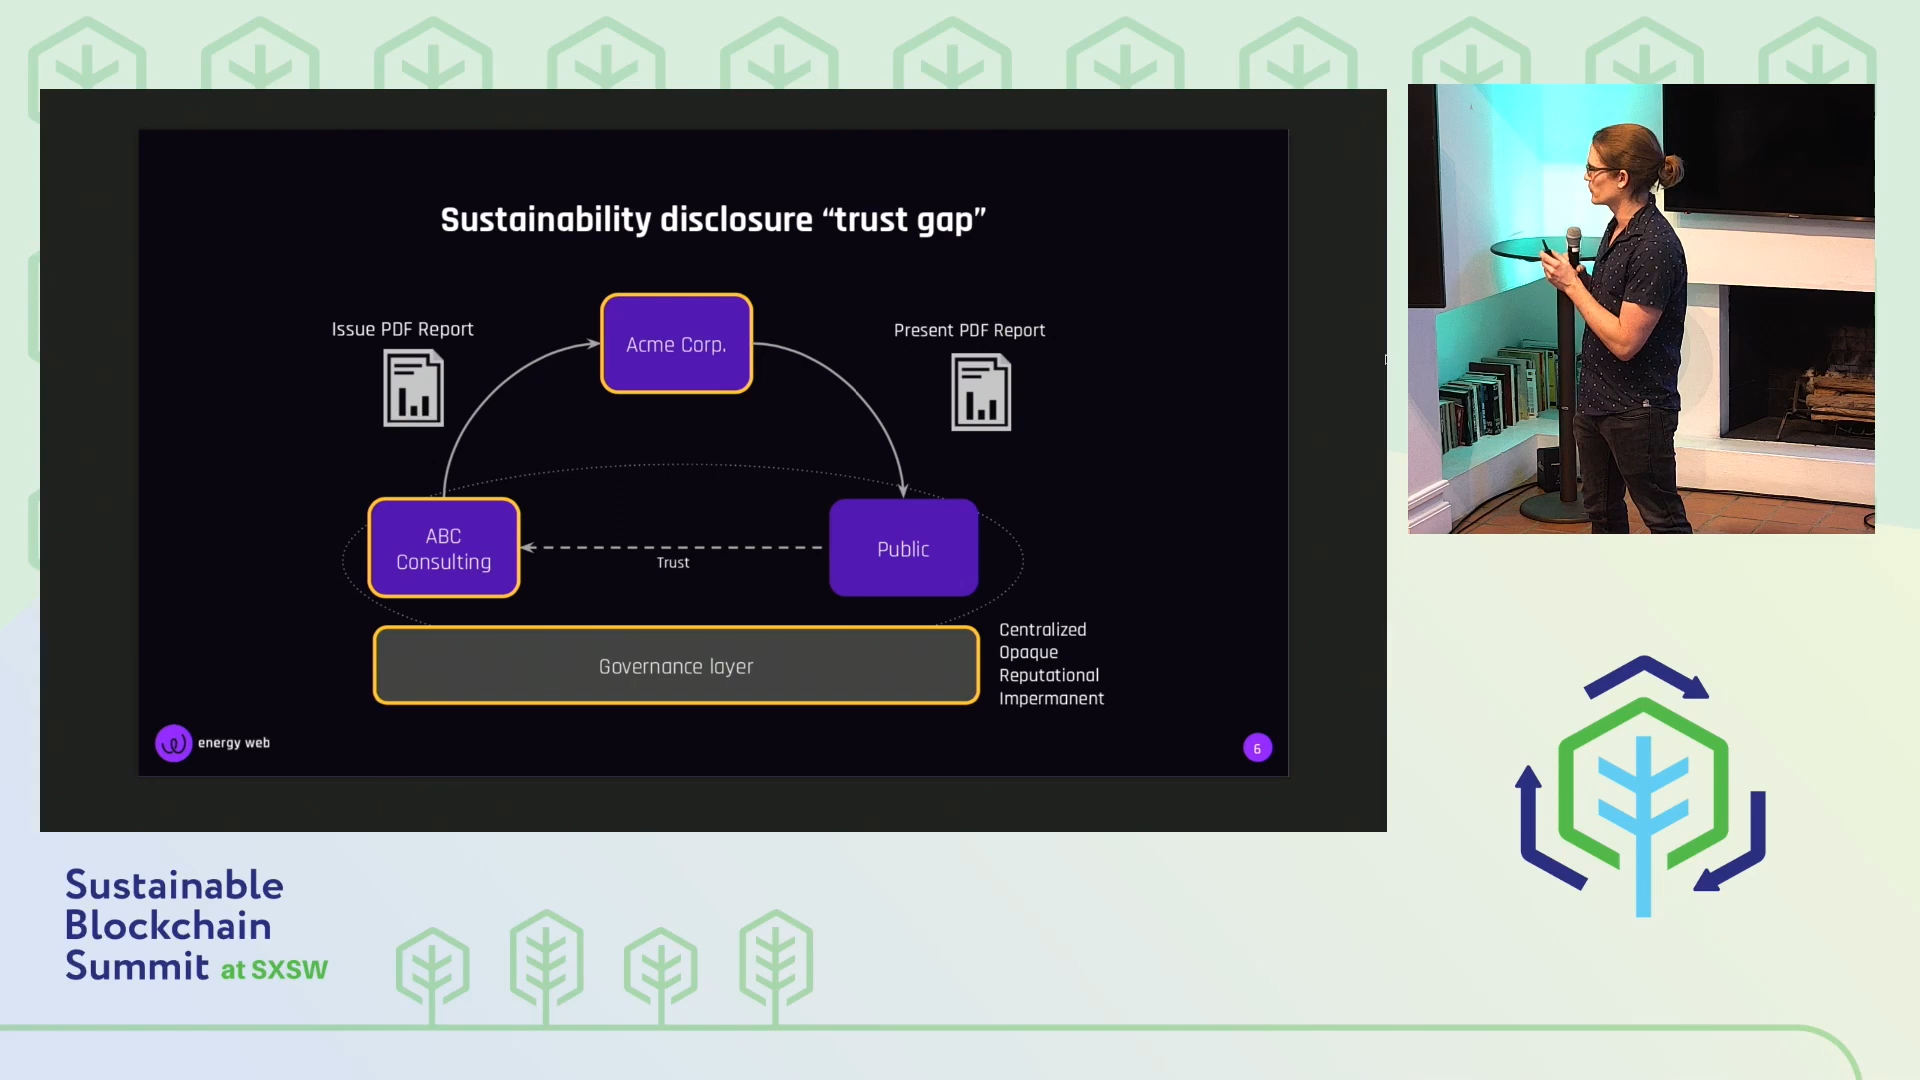 Sustainability disclosure “trust gap”
Issue PDF Report
Acme Corp.
Present PDF Report
ABC
Consulting
Trust
Public
Governance layer
Centralized
Opaque
Reputational
Impermanent
energy web
6
Sustainable
Blockchain
Summit at SXSW